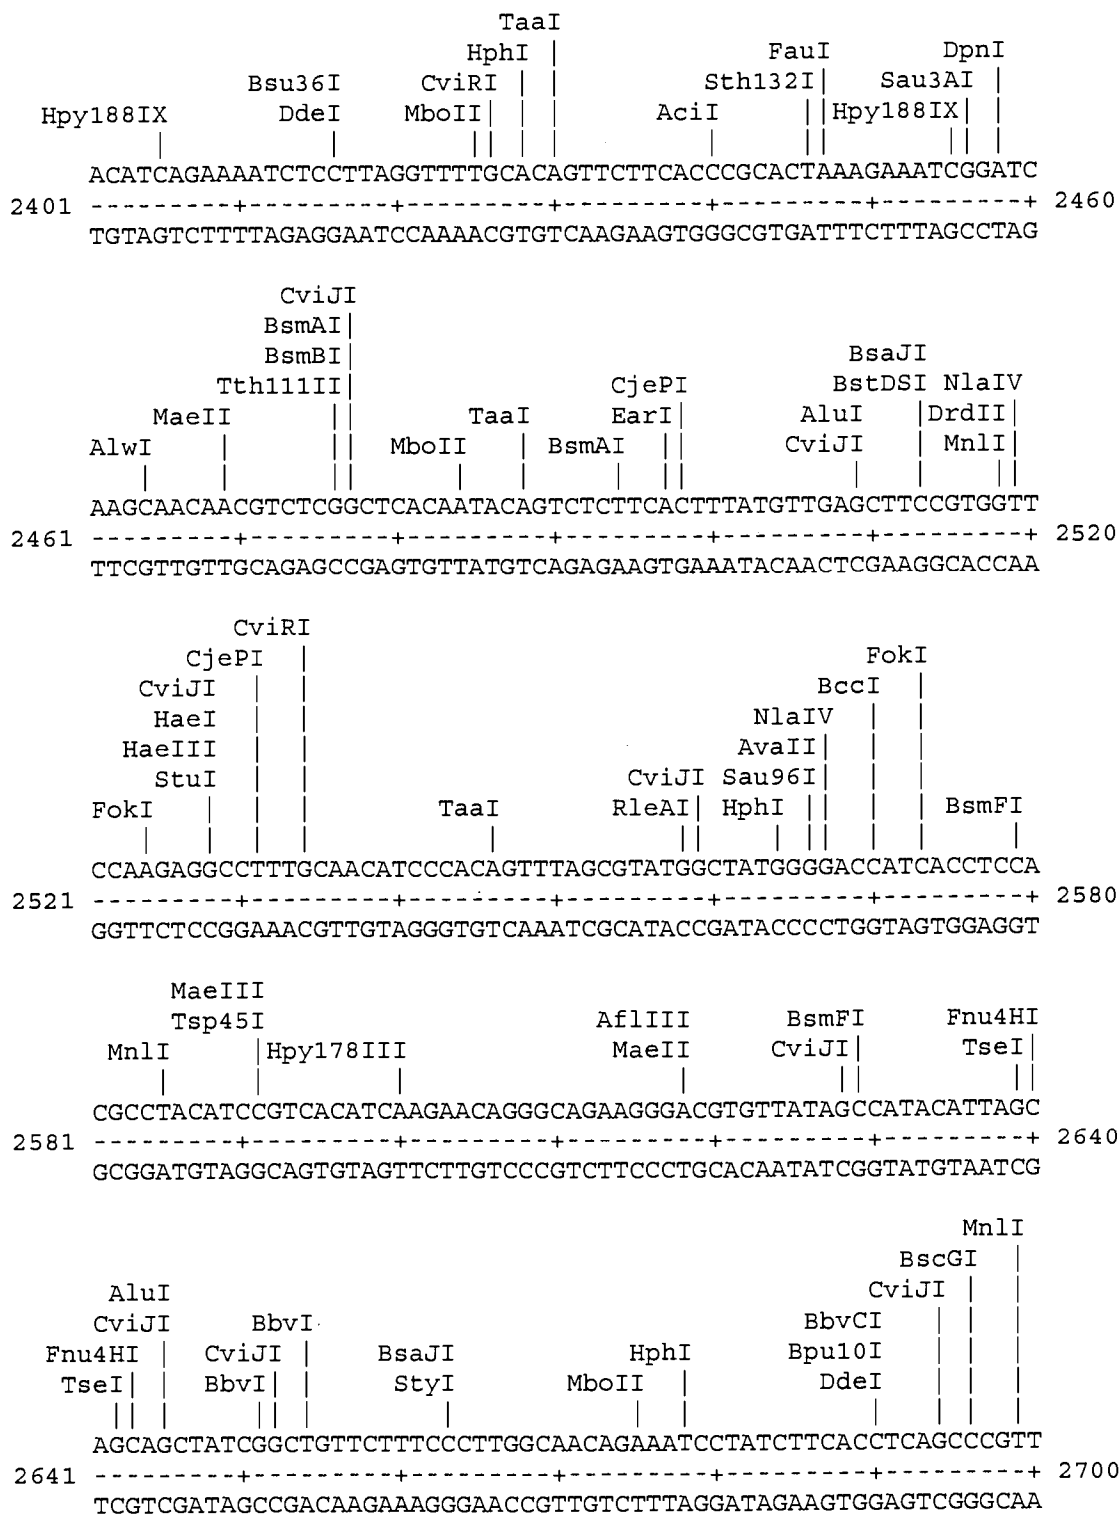 TaaI
HphI FauI DpnI
Bsu36I CviRI Sth132I Sau3AI
Hpy188IX DdeI MboII AciI Hpy188IX
ACATCAGAAAATCTCCTTAGGTTTTGCACAGTTCTTCACCCGCACTAAAGAAATCGGATC
2401 ---------+---------+---------+---------+---------+---------+ 2460
TGTAGTCTTTTAGAGGAATCCAAAACGTGTCAAGAAGTGGGCGTGATTTCTTTAGCCTAG
CviJI
BsmAI
BsmBI BsaJI
Tth111II CjePI BstDSI NlaIV
MaeII TaaI EarI AluI DrdII
AlwI MboII BsmAI CviJI MnlI
AAGCAACAACGTCTCGGCTCACAATACAGTCTCTTCACTTTATGTTGAGCTTCCGTGGTT
2461 ---------+---------+---------+---------+---------+---------+ 2520
TTCGTTGTTGCAGAGCCGAGTGTTATGTCAGAGAAGTGAAATACAACTCGAAGGCACCAA
CviRI
CjePI FokI
CviJI BccI
HaeI NlaIV
HaeIII AvaII
StuI CviJI Sau96I
FokI TaaI RleAI HphI BsmFI
CCAAGAGGCCTTTGCAACATCCCACAGTTTAGCGTATGGCTATGGGGACCATCACCTCCA
2521 ---------+---------+---------+---------+---------+---------+ 2580
GGTTCTCCGGAAACGTTGTAGGGTGTCAAATCGCATACCGATACCCCTGGTAGTGGAGGT
MaeIII
Tsp45I AflIII BsmFI Fnu4HI
MnlI Hpy178III MaeII CviJI TseI
CGCCTACATCCGTCACATCAAGAACAGGGCAGAAGGGACGTGTTATAGCCATACATTAGC
2581 ---------+---------+---------+---------+---------+---------+ 2640
GCGGATGTAGGCAGTGTAGTTCTTGTCCCGTCTTCCCTGCACAATATCGGTATGTAATCG
MnlI
BscGI
AluI CviJI
CviJI BbvI BbvCI
Fnu4HI CviJI BsaJI HphI Bpu10I
TseI BbvI StyI MboII DdeI
AGCAGCTATCGGCTGTTCTTTCCCTTGGCAACAGAAATCCTATCTTCACCTCAGCCCGTT
2641 ---------+---------+---------+---------+---------+---------+ 2700
TCGTCGATAGCCGACAAGAAAGGGAACCGTTGTCTTTAGGATAGAAGTGGAGTCGGGCAA